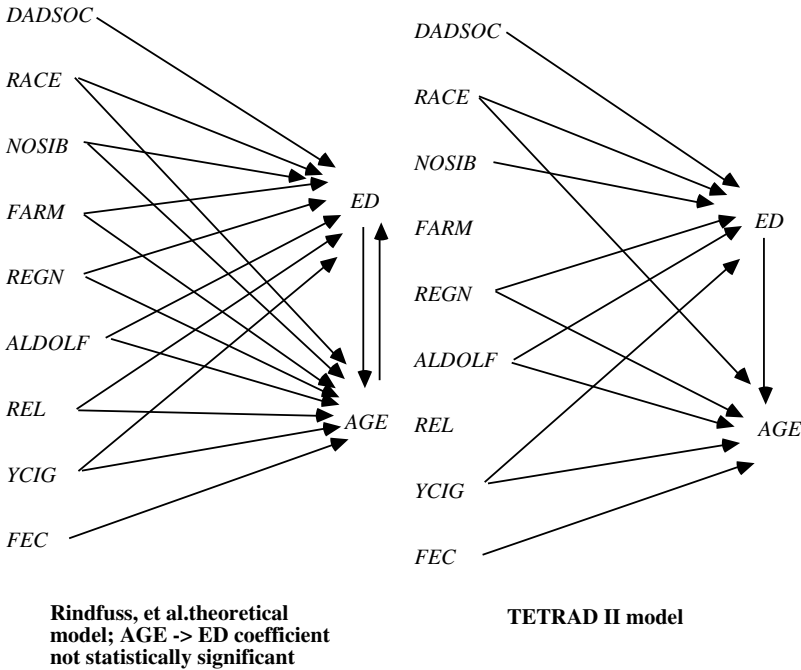 DADSOC
RACE
NOSIB
FARM
REGN
ALDOLF
REL
YCIG
FEC
ED
AGE
Rindfuss, et al.theoretical
model; AGE -> ED coefficient
not statistically significant
DADSOC
RACE
NOSIB
FARM
REGN
ALDOLF
REL
YCIG
FEC
ED
AGE
TETRAD II model